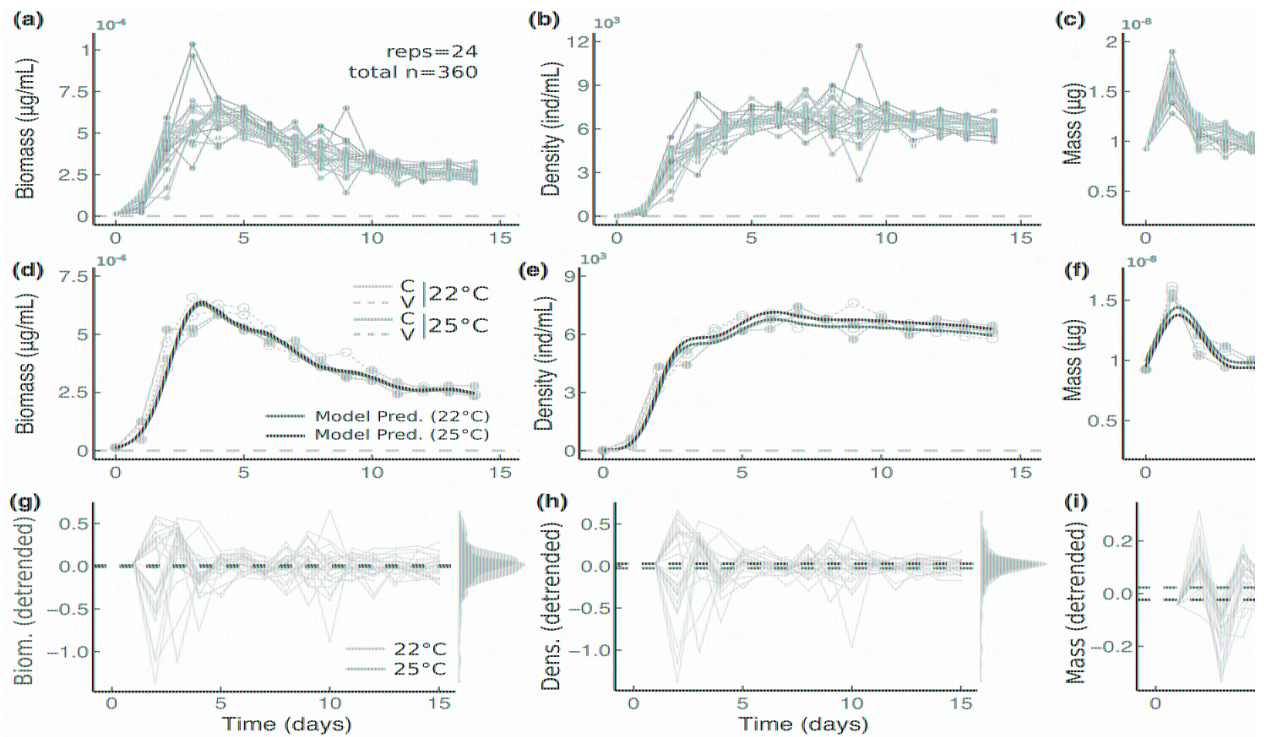 (a)
10⁻⁶
1
7.5
5
2.5
0
Biomass (µg/mL)
reps=24
total n=360
0
5
10
15
(b)
10³
12
9
6
3
0
Density (ind/mL)
0
5
10
15
(c)
10⁻⁸
2
1.5
1
0.5
Mass (µg)
0
(d)
10⁻⁶
7.5
5
2.5
0
Biomass (µg/mL)
C
V
22°C
C
V
25°C
Model Pred. (22°C)
Model Pred. (25°C)
0
5
10
15
(e)
10³
9
6
3
0
Density (ind/mL)
0
5
10
15
(f)
10⁻⁸
1.5
1
0.5
Mass (µg)
0
(g)
0.5
0.0
−0.5
−1.0
Biom. (detrended)
22°C
25°C
0
5
10
15
Time (days)
(h)
0.5
0.0
−0.5
−1.0
Dens. (detrended)
0
5
10
15
Time (days)
(i)
0.2
0.0
−0.2
Mass (detrended)
0